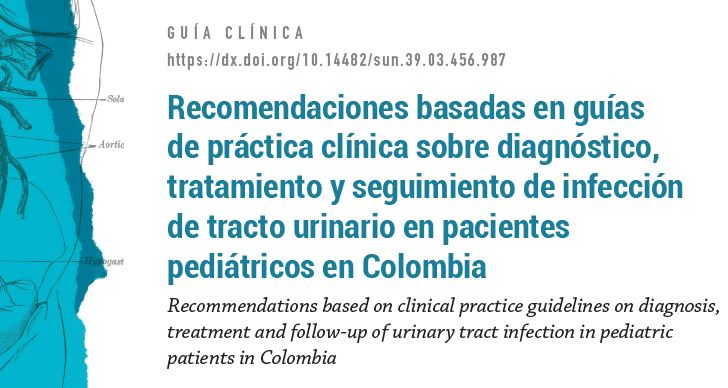 GUÍA CLÍNICA
https://dx.doi.org/10.14482/sun.39.03.456.987
Recomendaciones basadas en guías
de práctica clínica sobre diagnóstico,
tratamiento y seguimiento de infección
de tracto urinario en pacientes
pediátricos en Colombia
Recommendations based on clinical practice guidelines on diagnosis,
treatment and follow-up of urinary tract infection in pediatric
patients in Colombia
Sola
Aortic
Hypogast